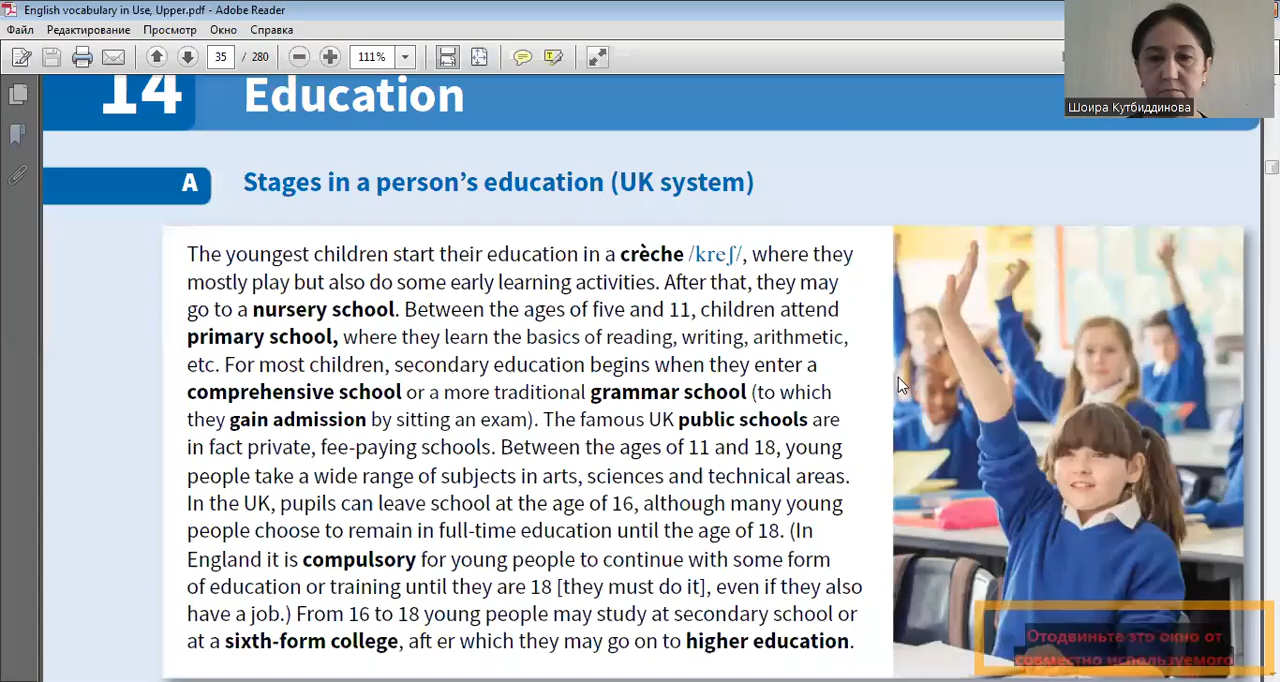 English vocabulary in Use, Upper.pdf - Adobe Reader
Файл Редактирование Просмотр Окно Справка
35 / 280 111%
Шоира Кутбиддинова
14 Education
A Stages in a person's education (UK system)
The youngest children start their education in a crèche /kreʃ/, where they
mostly play but also do some early learning activities. After that, they may
go to a nursery school. Between the ages of five and 11, children attend
primary school, where they learn the basics of reading, writing, arithmetic,
etc. For most children, secondary education begins when they enter a
comprehensive school or a more traditional grammar school (to which
they gain admission by sitting an exam). The famous UK public schools are
in fact private, fee-paying schools. Between the ages of 11 and 18, young
people take a wide range of subjects in arts, sciences and technical areas.
In the UK, pupils can leave school at the age of 16, although many young
people choose to remain in full-time education until the age of 18. (In
England it is compulsory for young people to continue with some form
of education or training until they are 18 [they must do it], even if they also
have a job.) From 16 to 18 young people may study at secondary school or
at a sixth-form college, aft er which they may go on to higher education.
Отодвиньте это окно от
совместно используемого